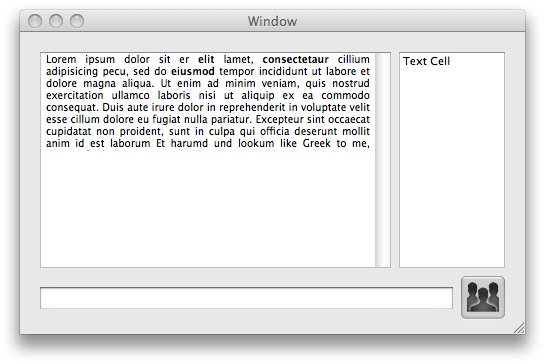 Window
Lorem ipsum dolor sit er elit lamet, consectetaur cillium
adipisicing pecu, sed do eiusmod tempor incididunt ut labore et
dolore magna aliqua. Ut enim ad minim veniam, quis nostrud
exercitation ullamco laboris nisi ut aliquip ex ea commodo
consequat. Duis aute irure dolor in reprehenderit in voluptate velit
esse cillum dolore eu fugiat nulla pariatur. Excepteur sint occaecat
cupidatat non proident, sunt in culpa qui officia deserunt mollit
anim id est laborum Et harumd und lookum like Greek to me,
Text Cell